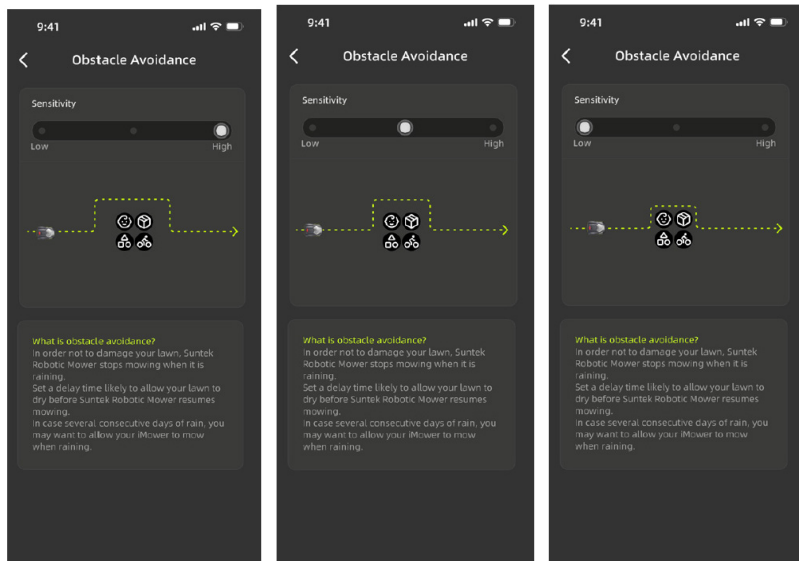 9:41
Obstacle Avoidance
Sensitivity
Low
High
What is obstacle avoidance?
In order not to damage your lawn, Suntek
Robotic Mower stops mowing when it is
raining.
Set a delay time likely to allow your lawn to
dry before Suntek Robotic Mower resumes
mowing.
In case several consecutive days of rain, you
may want to allow your iMower to mow
when raining.
9:41
Obstacle Avoidance
Sensitivity
Low
High
What is obstacle avoidance?
In order not to damage your lawn, Suntek
Robotic Mower stops mowing when it is
raining.
Set a delay time likely to allow your lawn to
dry before Suntek Robotic Mower resumes
mowing.
In case several consecutive days of rain, you
may want to allow your iMower to mow
when raining.
9:41
Obstacle Avoidance
Sensitivity
Low
High
What is obstacle avoidance?
In order not to damage your lawn, Suntek
Robotic Mower stops mowing when it is
raining.
Set a delay time likely to allow your lawn to
dry before Suntek Robotic Mower resumes
mowing.
In case several consecutive days of rain, you
may want to allow your iMower to mow
when raining.